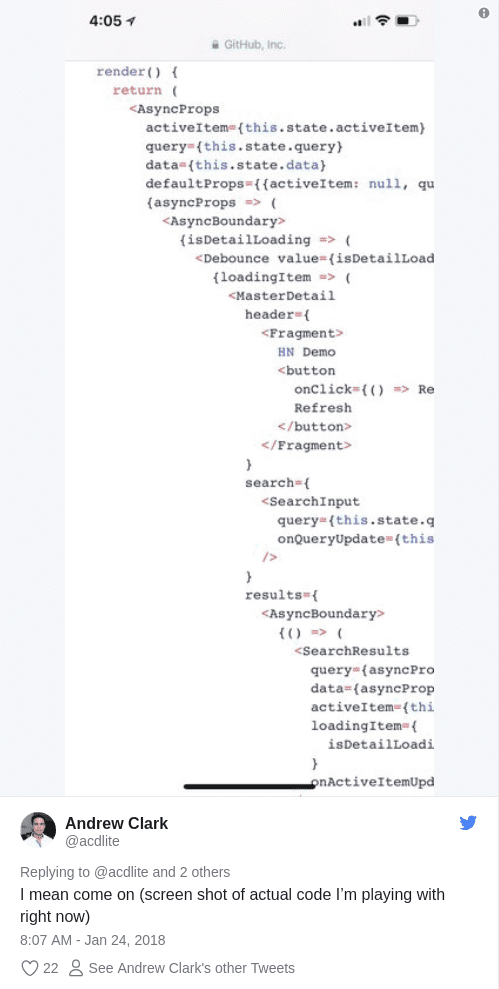 4:05
GitHub, Inc.
render() {
return (
<AsyncProps
activeItem={this.state.activeItem}
query={this.state.query}
data={this.state.data}
defaultProps={{activeItem: null, qu
{asyncProps => (
<AsyncBoundary>
{isDetailLoading => (
<Debounce value={isDetailLoad
{loadingItem => (
<MasterDetail
header={
<Fragment>
HN Demo
<button
onClick={() => Re
Refresh
</button>
</Fragment>
}
search={
<SearchInput
query={this.state.q
onQueryUpdate={this
/>
}
results={
<AsyncBoundary>
{() => (
<SearchResults
query={asyncPro
data={asyncProp
activeItem={thi
loadingItem={
isDetailLoadi
}
onActiveItemUpd
Andrew Clark
@acdlite
Replying to @acdlite and 2 others
I mean come on (screen shot of actual code I’m playing with
right now)
8:07 AM - Jan 24, 2018
22 See Andrew Clark's other Tweets